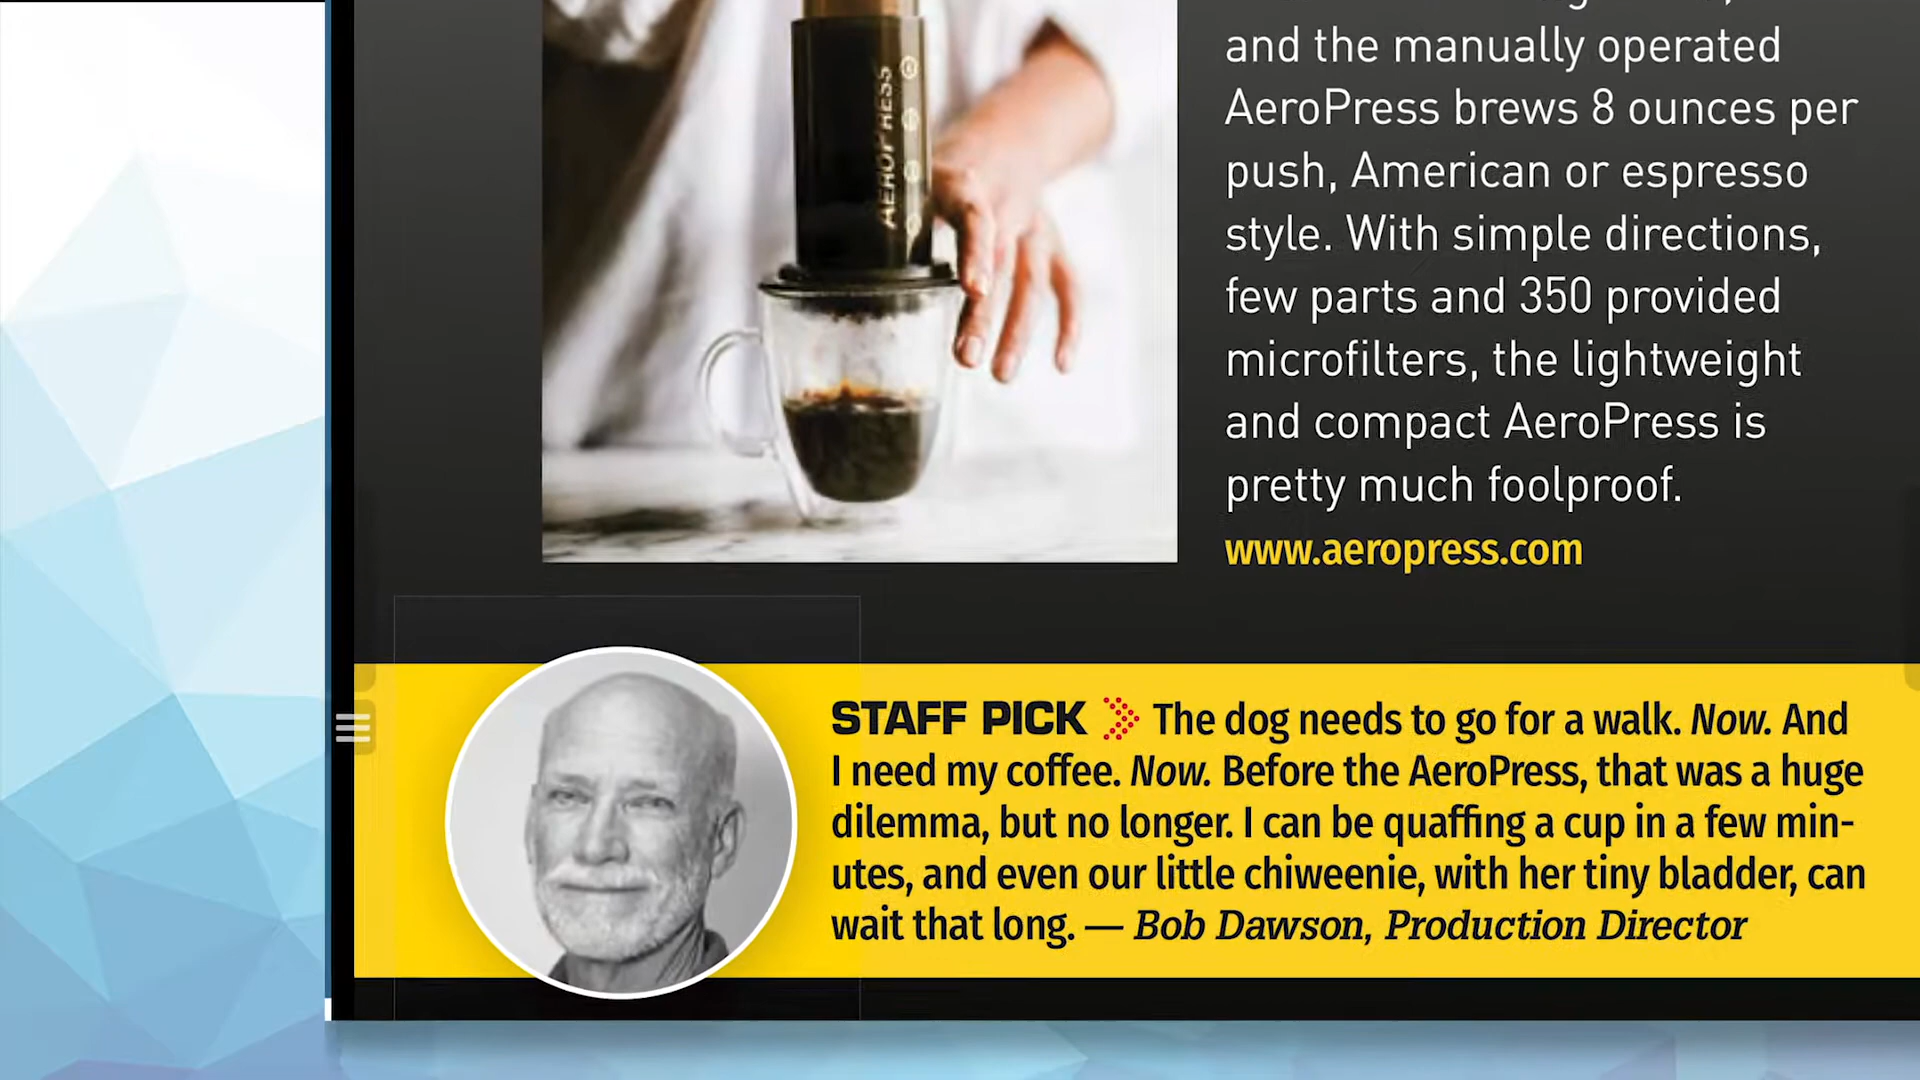 and the manually operated
AeroPress brews 8 ounces per
push, American or espresso
style. With simple directions,
few parts and 350 provided
microfilters, the lightweight
and compact AeroPress is
pretty much foolproof.
www.aeropress.com
AEROPRESS
STAFF PICK The dog needs to go for a walk. Now. And
I need my coffee. Now. Before the AeroPress, that was a huge
dilemma, but no longer. I can be quaffing a cup in a few min-
utes, and even our little chiweenie, with her tiny bladder, can
wait that long. — Bob Dawson, Production Director